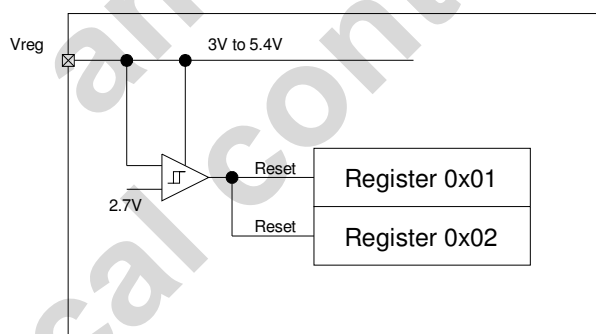 Vreg
3V to 5.4V
Reset
Register 0x01
2.7V
Reset
Register 0x02